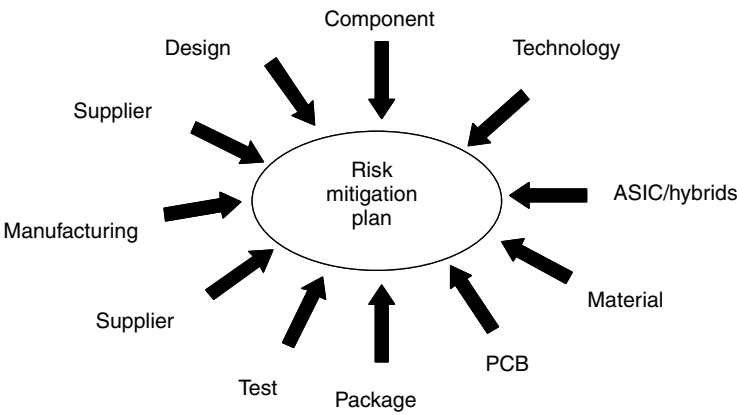 Component
Design
Technology
Supplier
Risk
mitigation
plan
ASIC/hybrids
Manufacturing
Material
Supplier
PCB
Test
Package